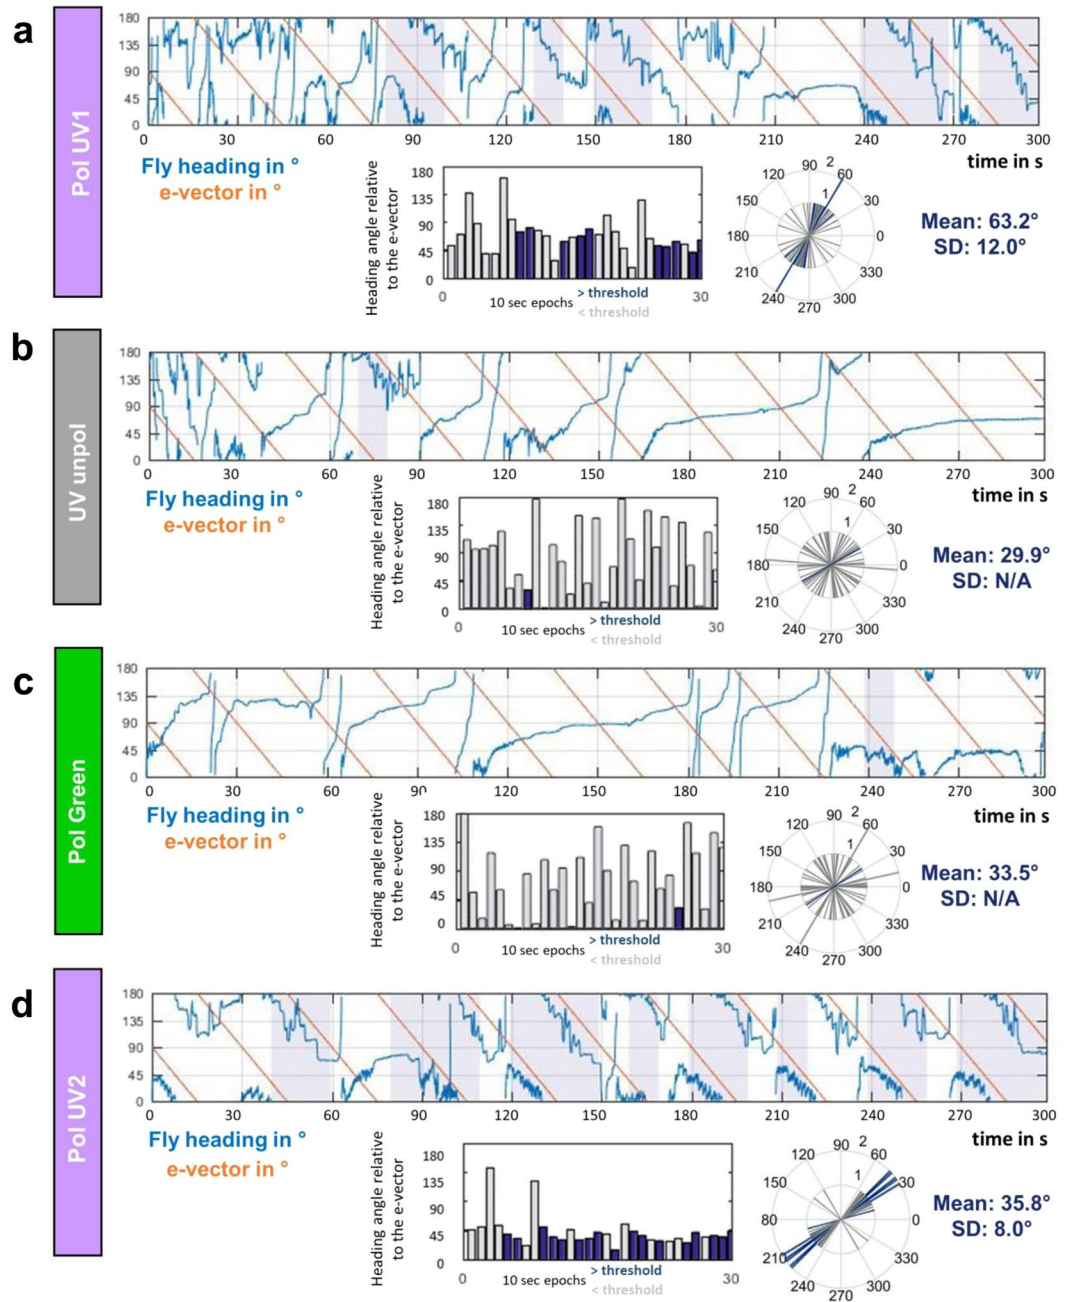 a
Pol UV1
180
135
90
45
0
0 30 60 90 120 150 180 210 240 270 300
Fly heading in °
e-vector in °
time in s
Heading angle relative
to the e-vector
180
135
90
45
0
0 30
10 sec epochs
> threshold
< threshold
90 2
120 60
150 1 30
180 0
210 330
240 300
270
Mean: 63.2°
SD: 12.0°
b
UV unpol
180
135
90
45
0
0 30 60 90 120 150 180 210 240 270 300
Fly heading in °
e-vector in °
time in s
Heading angle relative
to the e-vector
180
135
90
45
0
0 30
10 sec epochs
> threshold
< threshold
90 2
120 60
150 1 30
180 0
210 330
240 300
270
Mean: 29.9°
SD: N/A
c
Pol Green
180
135
90
45
0
0 30 60 90 120 150 180 210 240 270 300
Fly heading in °
e-vector in °
time in s
Heading angle relative
to the e-vector
180
135
90
45
0
0 30
10 sec epochs
> threshold
< threshold
90 2
120 60
150 1 30
180 0
210 330
240 300
270
Mean: 33.5°
SD: N/A
d
Pol UV2
180
135
90
45
0
0 30 60 90 120 150 180 210 240 270 300
Fly heading in °
e-vector in °
time in s
Heading angle relative
to the e-vector
180
135
90
45
0
0 30
10 sec epochs
> threshold
< threshold
90 2
120 60
150 1 30
80 0
210 330
240 300
270
Mean: 35.8°
SD: 8.0°